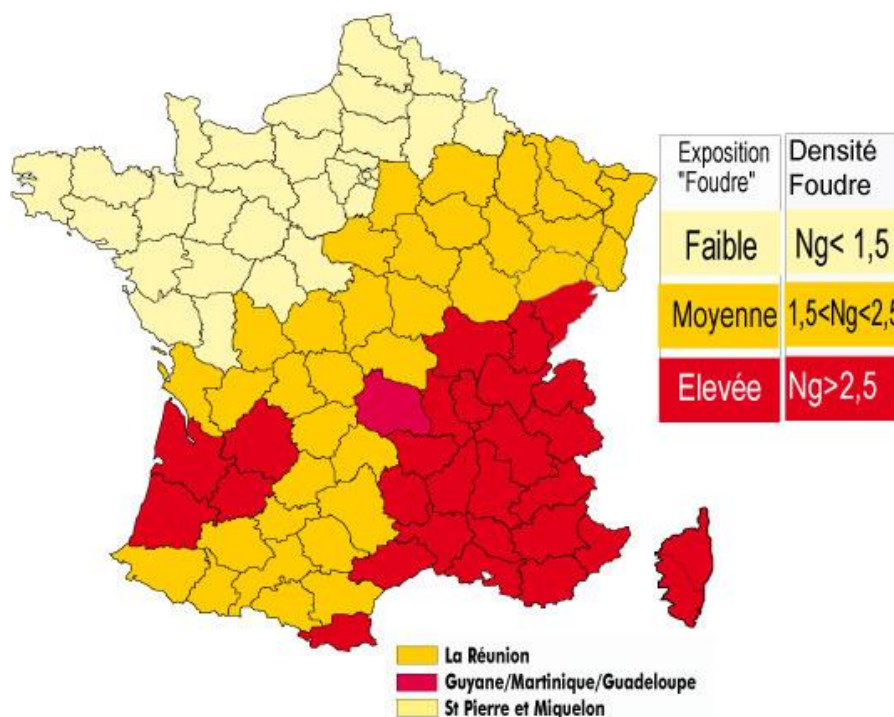 Exposition
"Foudre"
Densité
Foudre
Faible
Ng< 1,5
Moyenne
1,5<Ng<2,5
Elevée
Ng>2,5
La Réunion
Guyane/Martinique/Guadeloupe
St Pierre et Miquelon